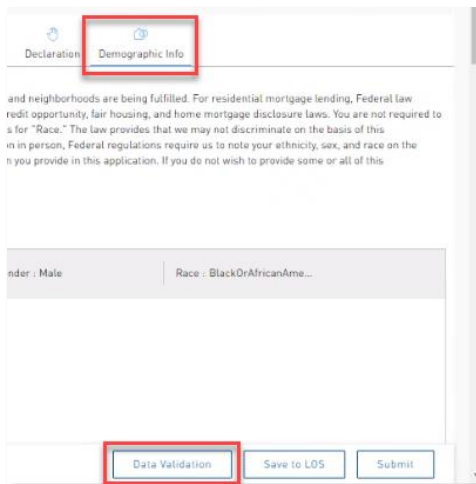 Declaration Demographic Info
and neighborhoods are being fulfilled. For residential mortgage lending, Federal law
redit opportunity, fair housing, and home mortgage disclosure laws. You are not required to
s for "Race." The law provides that we may not discriminate on the basis of this
on in person, Federal regulations require us to note your ethnicity, sex, and race on the
n you provide in this application. If you do not wish to provide some or all of this
nder : Male Race : BlackOrAfricanAme...
Data Validation Save to LOS Submit